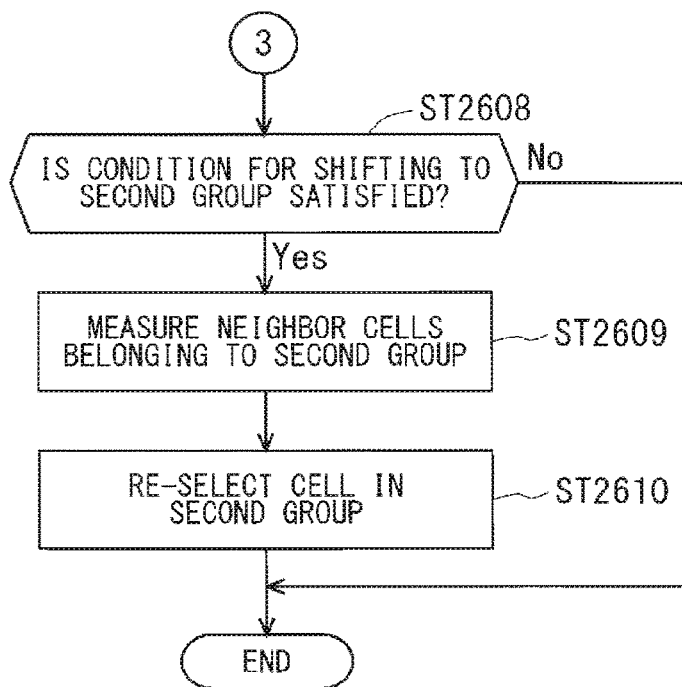 3
ST2608
IS CONDITION FOR SHIFTING TO
SECOND GROUP SATISFIED?
No
Yes
MEASURE NEIGHBOR CELLS
BELONGING TO SECOND GROUP
ST2609
RE-SELECT CELL IN
SECOND GROUP
ST2610
END